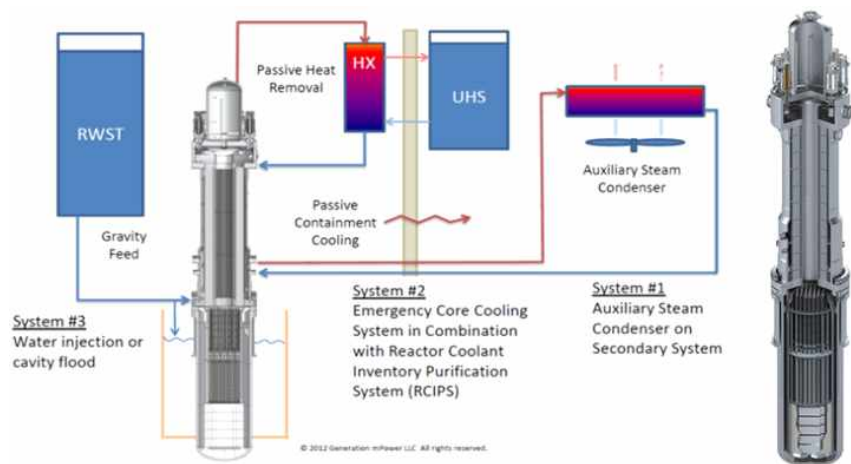 RWST
Passive Heat
Removal
HX
UHS
Auxiliary Steam
Condenser
Gravity
Feed
Passive
Containment
Cooling
System #3
Water injection or
cavity flood
System #2
Emergency Core Cooling
System in Combination
with Reactor Coolant
Inventory Purification
System (RCIPS)
System #1
Auxiliary Steam
Condenser on
Secondary System
© 2012 Generation mPower LLC All rights reserved.